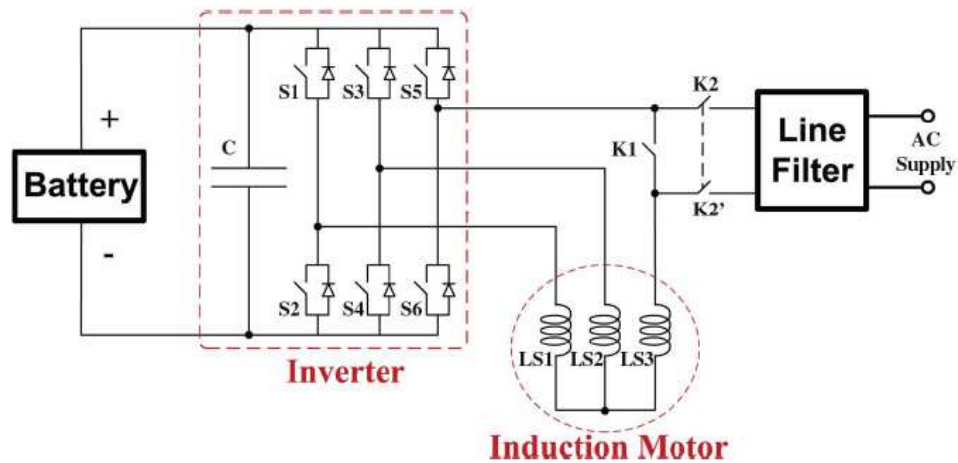 S1
S3
S5
K2
+
C
K1
Line
Filter
AC
Supply
Battery
K2'
-
S2
S4
S6
Inverter
LS1
LS2
LS3
Induction Motor